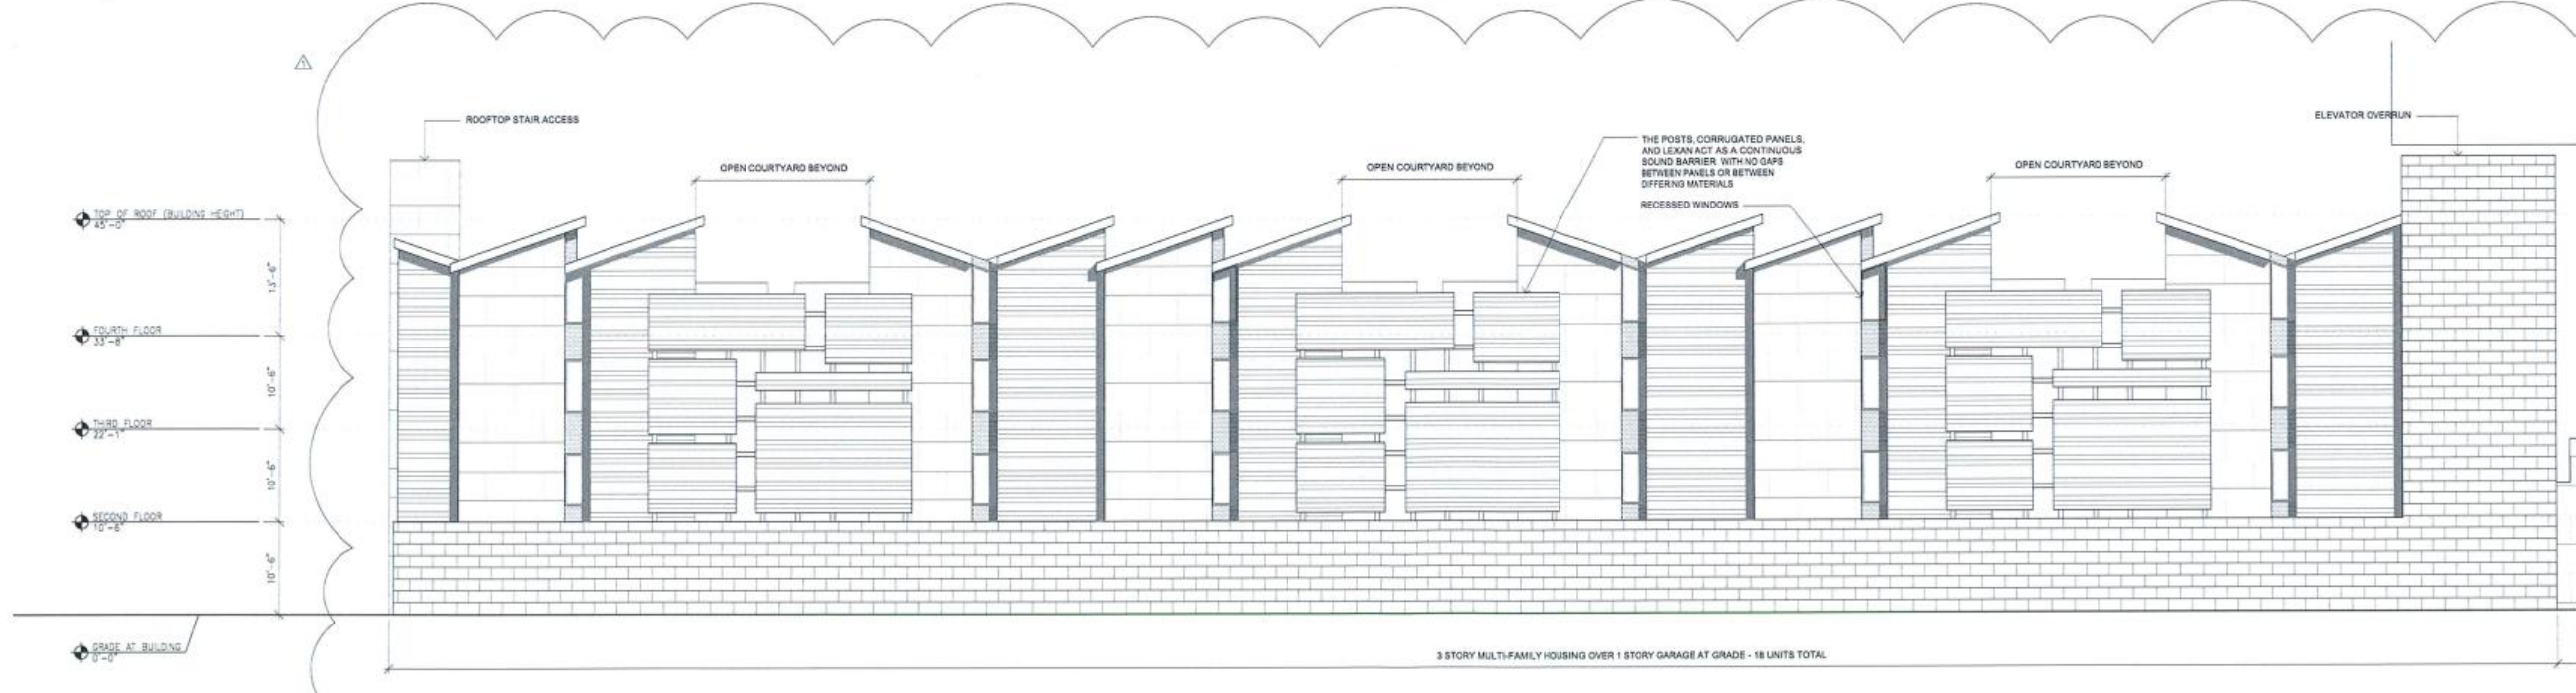 1
ROOFTOP STAIR ACCESS
ELEVATOR OVERRUN
OPEN COURTYARD BEYOND
OPEN COURTYARD BEYOND
OPEN COURTYARD BEYOND
THE POSTS, CORRUGATED PANELS,
AND LEXAN ACT AS A CONTINUOUS
SOUND BARRIER WITH NO GAPS
BETWEEN PANELS OR BETWEEN
DIFFERING MATERIALS
RECESSED WINDOWS
TOP OF ROOF (BUILDING HEIGHT)
45'-0"
13'-6"
FOURTH FLOOR
33'-8"
10'-6"
THIRD FLOOR
22'-1"
10'-6"
SECOND FLOOR
10'-6"
10'-6"
GRADE AT BUILDING
0'-0"
3 STORY MULTI-FAMILY HOUSING OVER 1 STORY GARAGE AT GRADE - 18 UNITS TOTAL